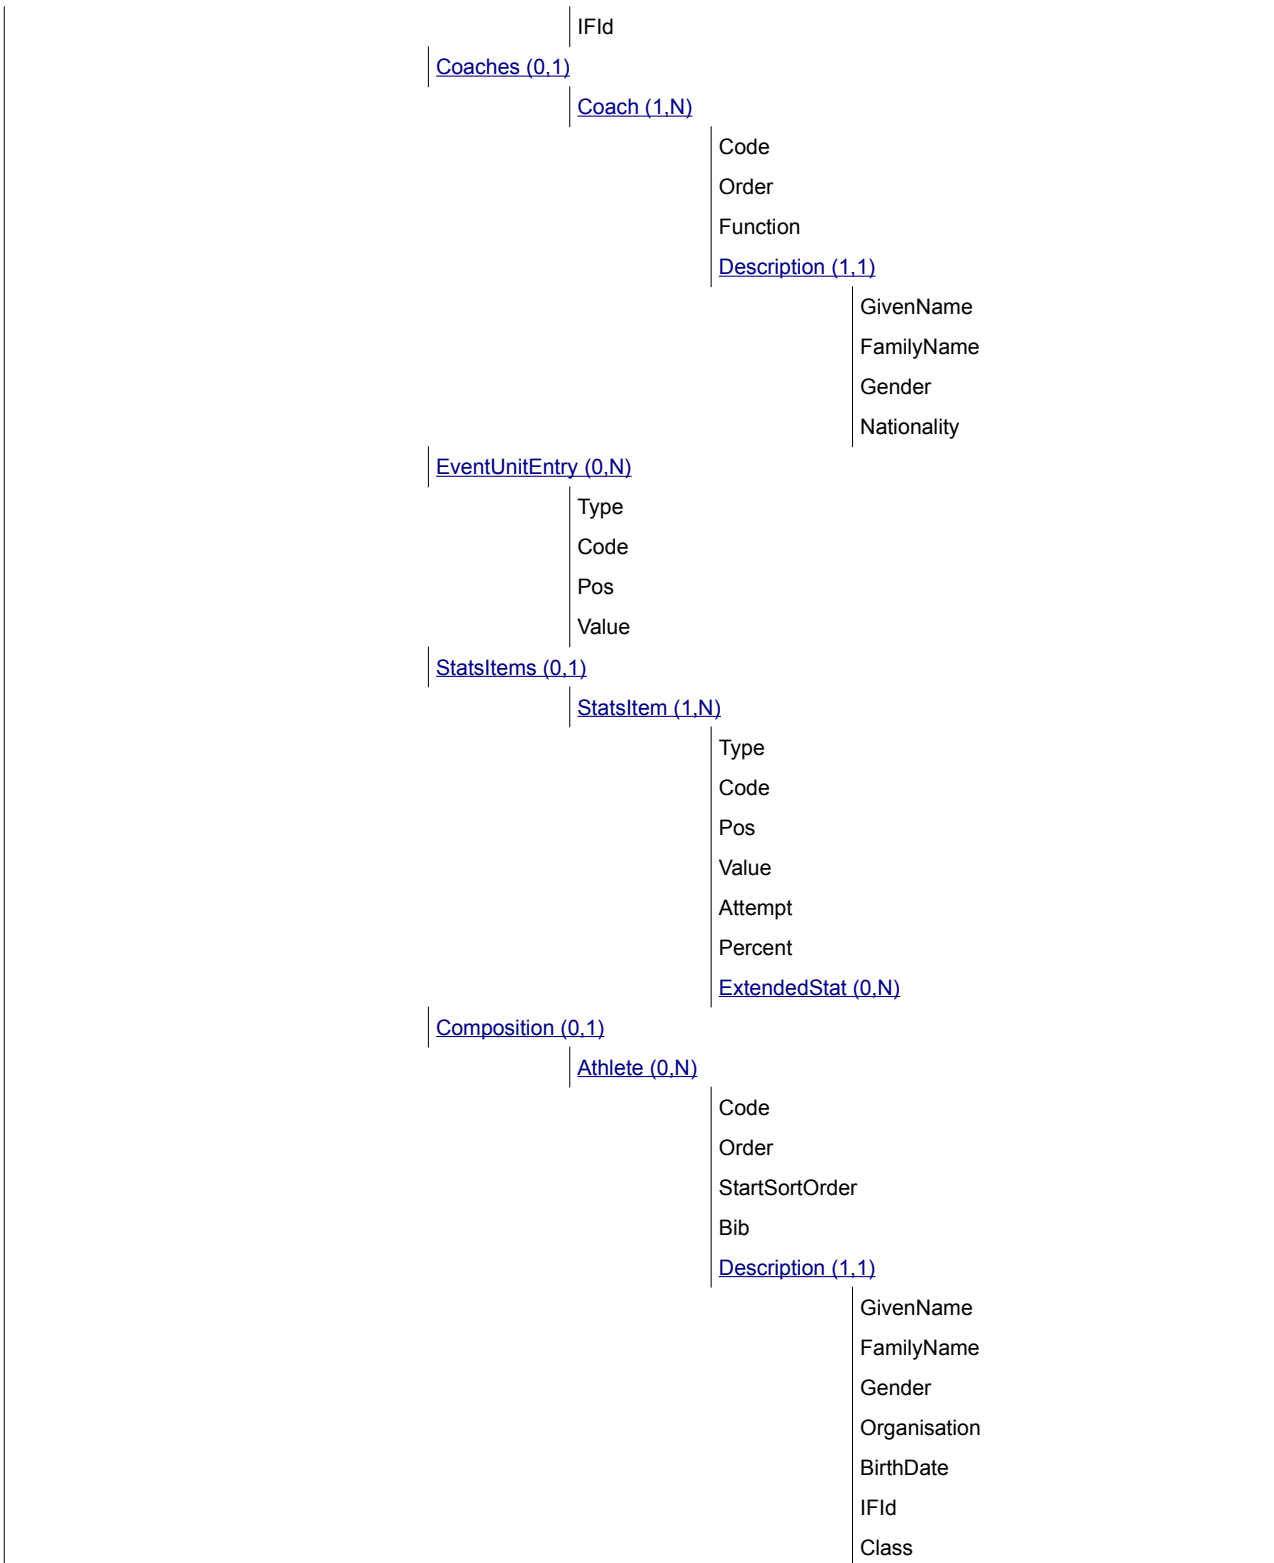 IFId
Coaches (0,1)
Coach (1,N)
Code
Order
Function
Description (1,1)
GivenName
FamilyName
Gender
Nationality
EventUnitEntry (0,N)
Type
Code
Pos
Value
StatsItems (0,1)
StatsItem (1,N)
Type
Code
Pos
Value
Attempt
Percent
ExtendedStat (0,N)
Composition (0,1)
Athlete (0,N)
Code
Order
StartSortOrder
Bib
Description (1,1)
GivenName
FamilyName
Gender
Organisation
BirthDate
IFId
Class